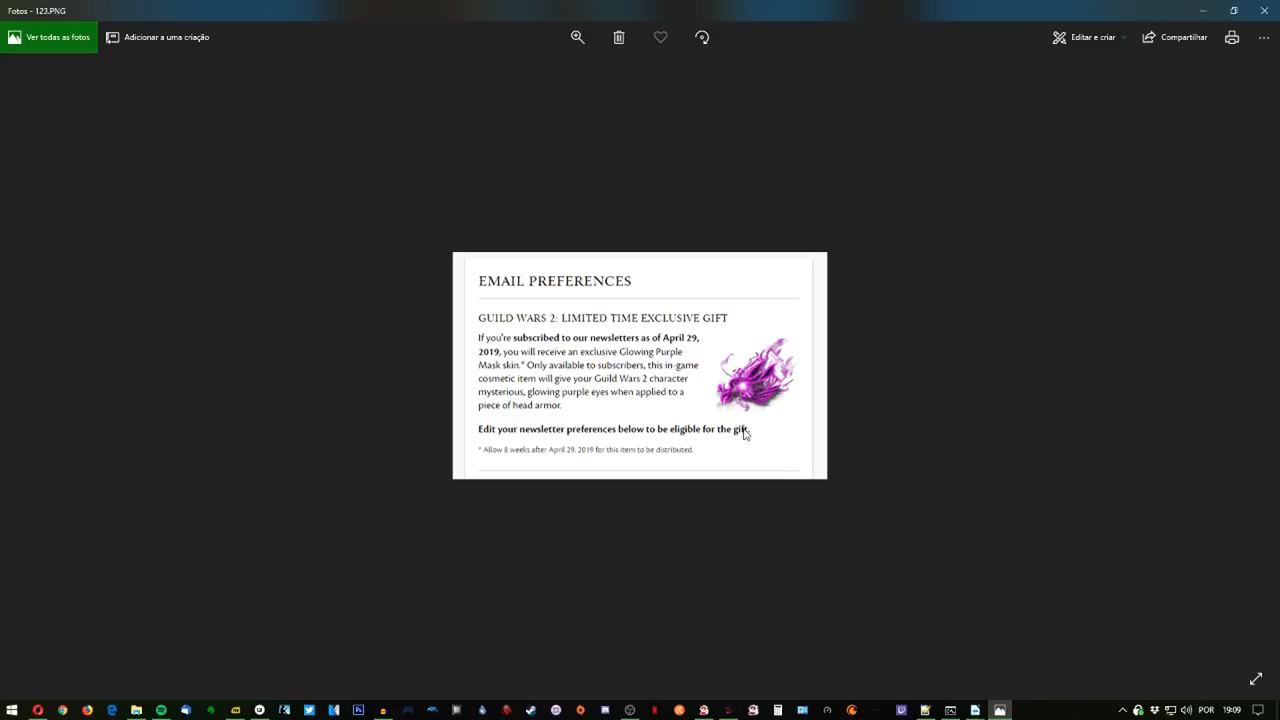 Fotos - 123.PNG
Ver todas as fotos
Adicionar a uma criação
Editar e criar
Compartilhar
EMAIL PREFERENCES
GUILD WARS 2: LIMITED TIME EXCLUSIVE GIFT
If you're subscribed to our newsletters as of April 29,
2019, you will receive an exclusive Glowing Purple
Mask skin.* Only available to subscribers, this in-game
cosmetic item will give your Guild Wars 2 character
mysterious, glowing purple eyes when applied to a
piece of head armor.
Edit your newsletter preferences below to be eligible for the gift.
* Allow 8 weeks after April 29, 2019 for this item to be distributed.
POR
19:09